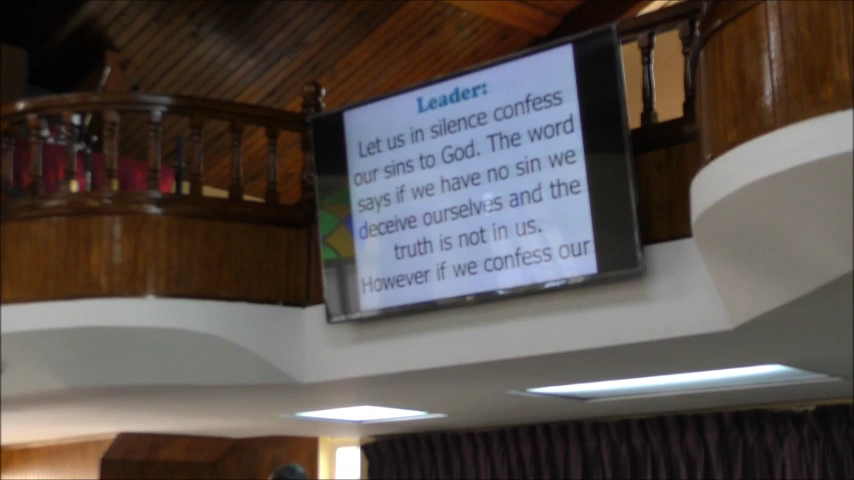 Leader:
Let us in silence confess
our sins to God. The word
says if we have no sin we
deceive ourselves and the
truth is not in us.
However if we confess our